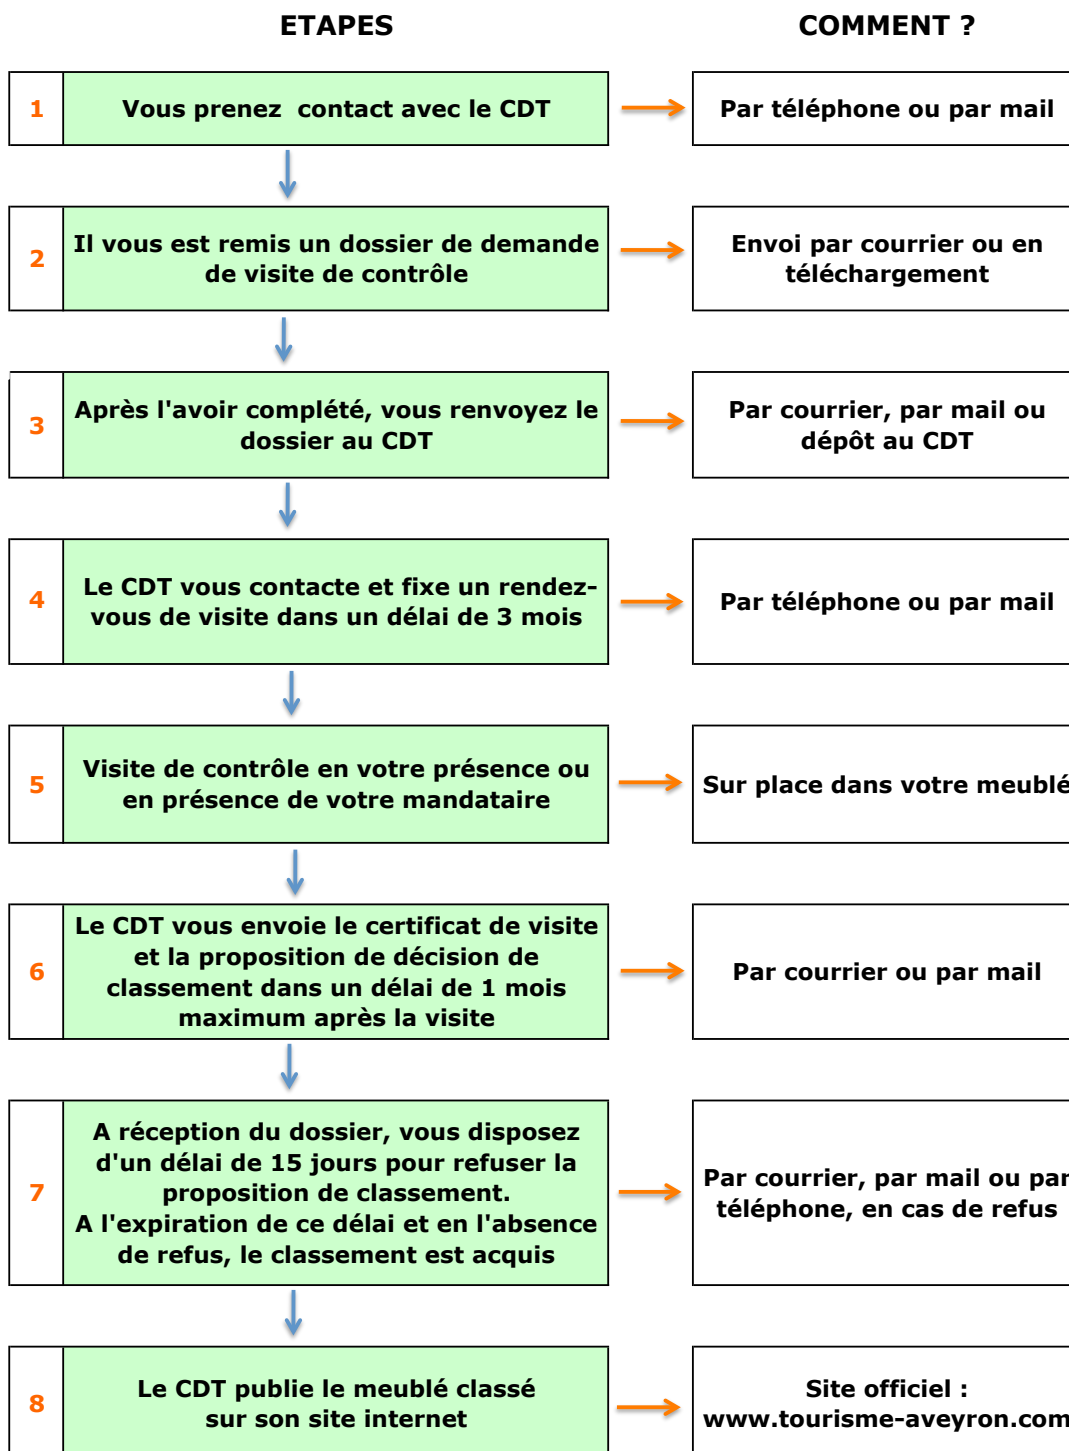 ETAPES
COMMENT ?
1
Vous prenez  contact avec le CDT
Par téléphone ou par mail
2
Il vous est remis un dossier de demande
de visite de contrôle
Envoi par courrier ou en
téléchargement
3
Après l'avoir complété, vous renvoyez le
dossier au CDT
Par courrier, par mail ou
dépôt au CDT
4
Le CDT vous contacte et fixe un rendez-
vous de visite dans un délai de 3 mois
Par téléphone ou par mail
5
Visite de contrôle en votre présence ou
en présence de votre mandataire
Sur place dans votre meublé
6
Le CDT vous envoie le certificat de visite
et la proposition de décision de
classement dans un délai de 1 mois
maximum après la visite
Par courrier ou par mail
7
A réception du dossier, vous disposez
d'un délai de 15 jours pour refuser la
proposition de classement.
A l'expiration de ce délai et en l'absence
de refus, le classement est acquis
Par courrier, par mail ou par
téléphone, en cas de refus
8
Le CDT publie le meublé classé
sur son site internet
Site officiel :
www.tourisme-aveyron.com